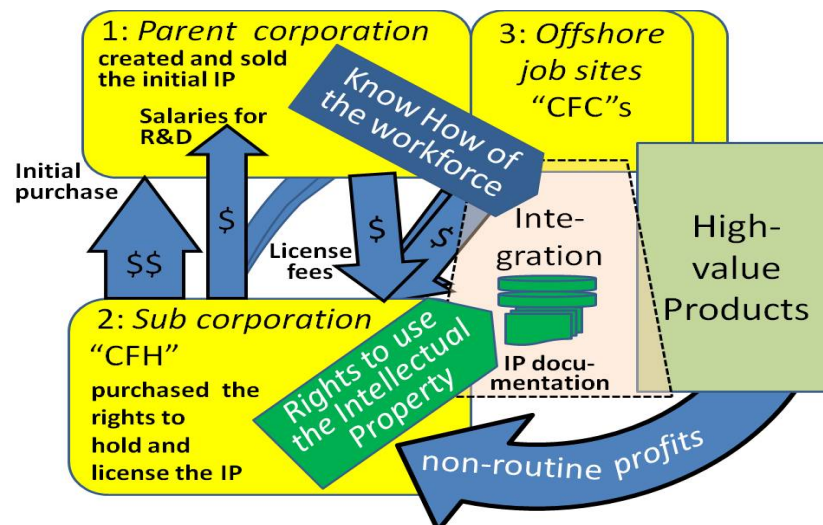 1: Parent corporation
created and sold
the initial IP
Salaries for
R&D
Initial
purchase
$$
$
Know How of
the workforce
3: Offshore
job sites
“CFC”s
License
fees
$
$
Inte-
gration
IP docu-
mentation
High-
value
Products
2: Sub corporation
“CFH”
purchased the
rights to
hold and
license the IP
Rights to use
the Intellectual
Property
non-routine profits